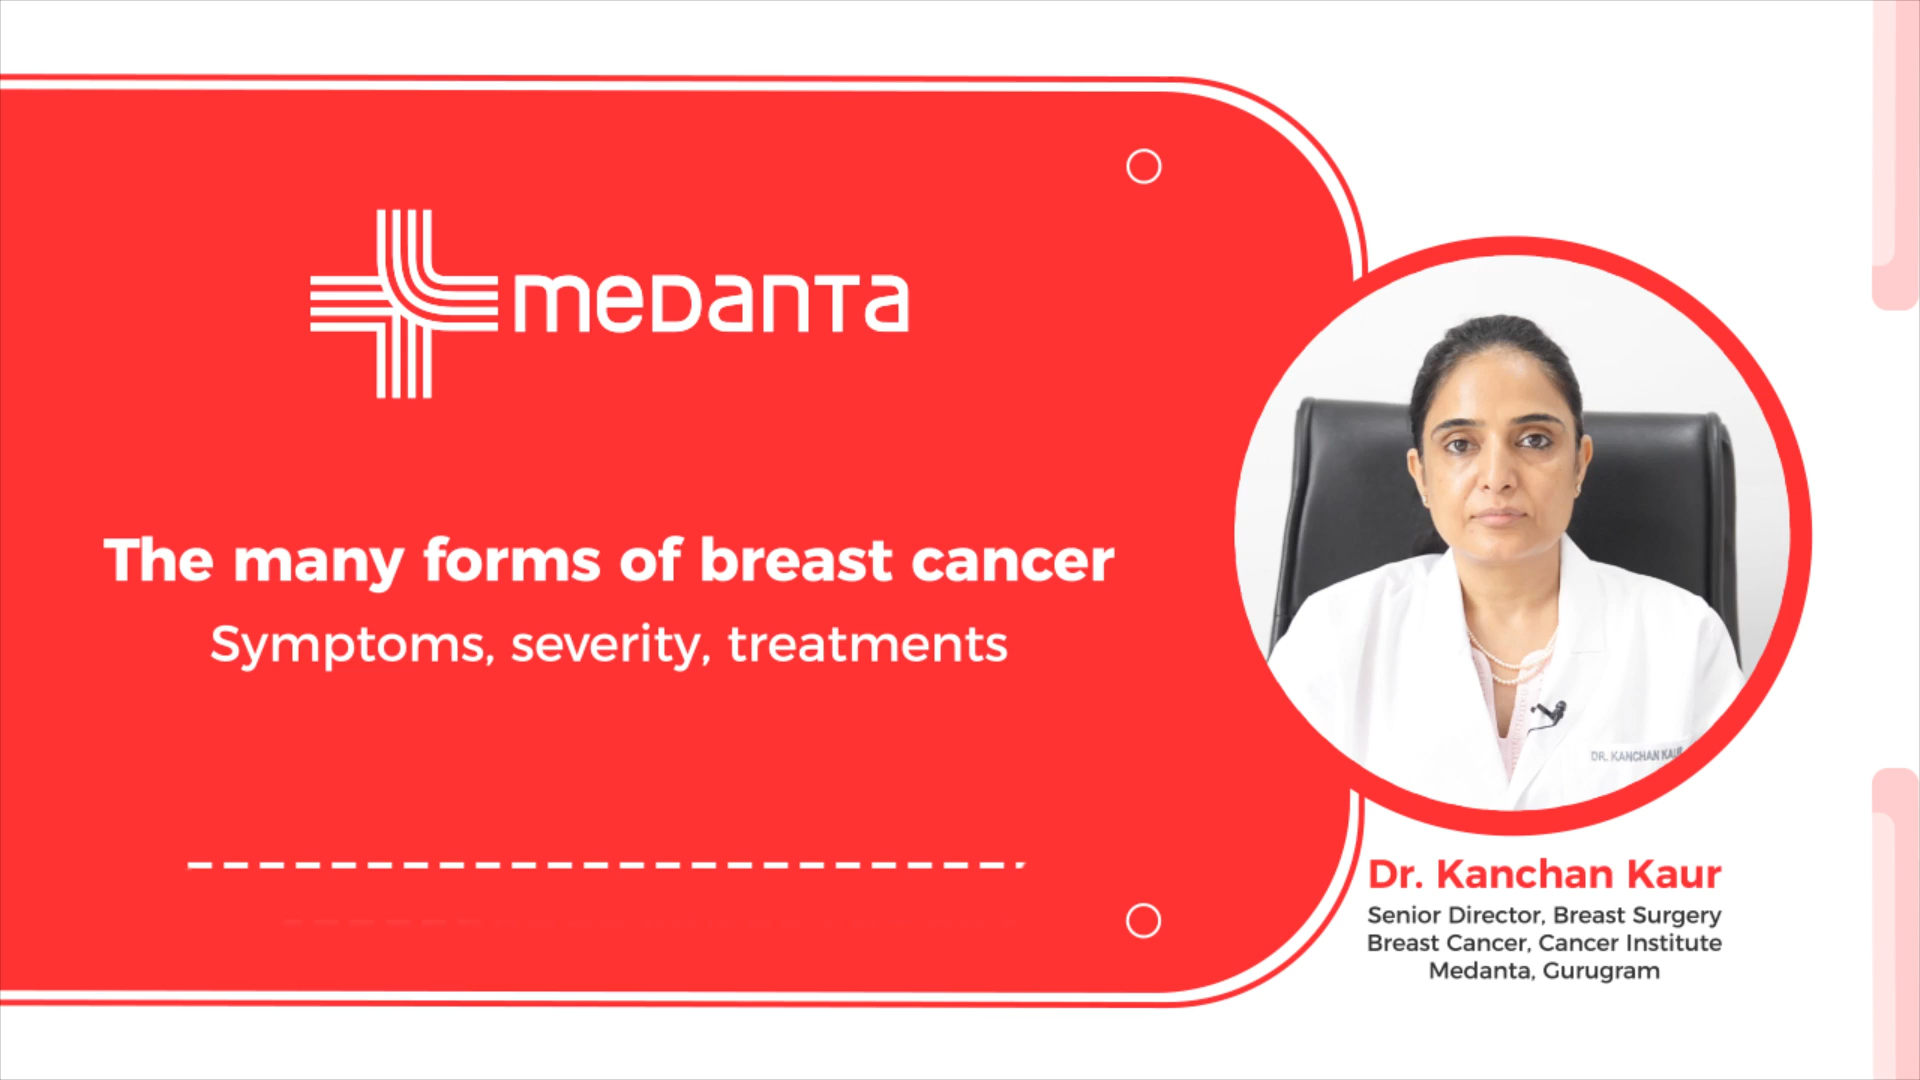 medanta
The many forms of breast cancer
Symptoms, severity, treatments
DR. KANCHAN KAUR
Dr. Kanchan Kaur
Senior Director, Breast Surgery
Breast Cancer, Cancer Institute
Medanta, Gurugram